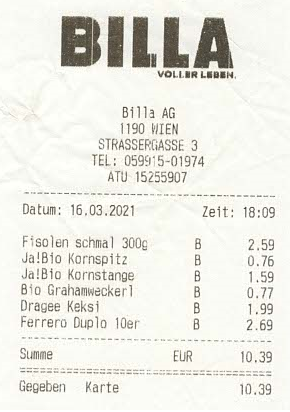 BILLA
VOLLER LEBEN.
Billa AG
1190 WIEN
STRASSERGASSE 3
TEL: 059915-01974
ATU 15255907
Datum: 16.03.2021 Zeit: 18:09
Fisolen schmal 300g B 2.59
Ja!Bio Kornspitz B 0.76
Ja!Bio Kornstange B 1.59
Bio Grahamweckerl B 0.77
Dragee Keksi B 1.99
Ferrero Duplo 10er B 2.69
Summe EUR 10.39
Gegeben Karte 10.39